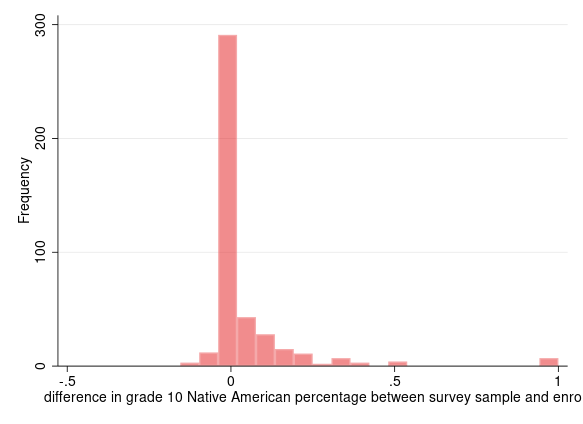 300
200
100
0
Frequency
-.5 0 .5 1
difference in grade 10 Native American percentage between survey sample and enro